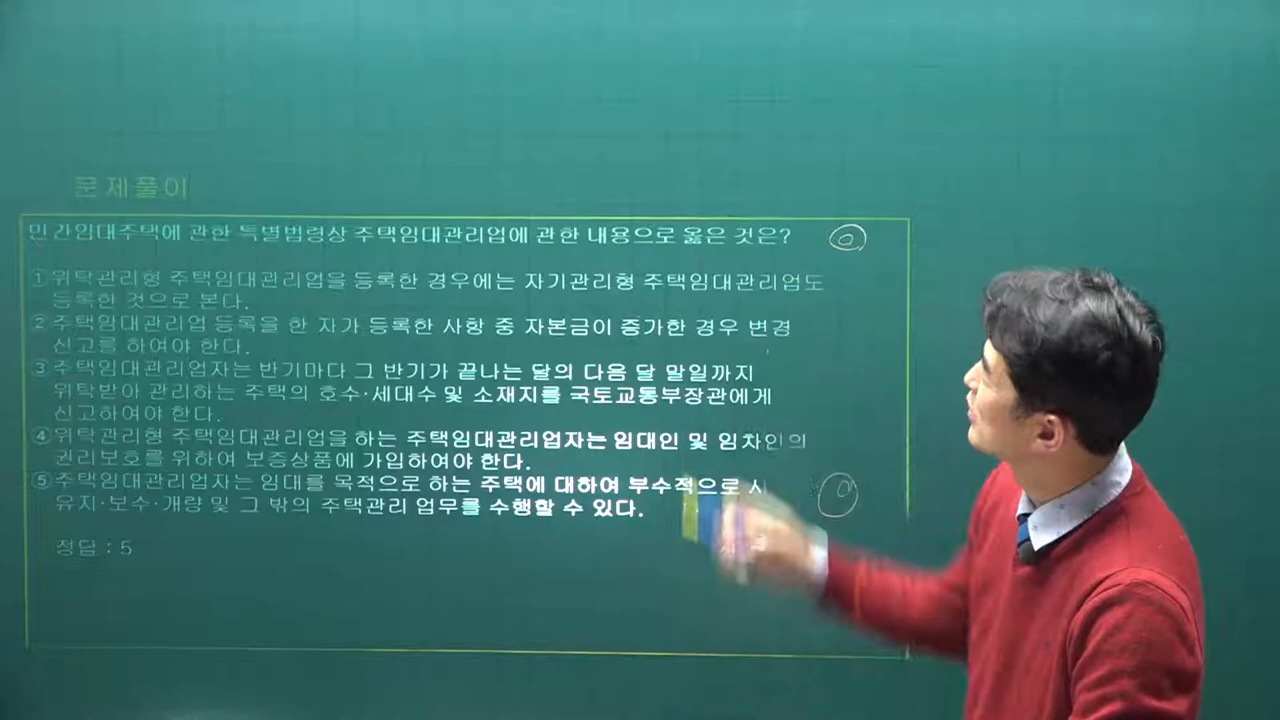 문제풀이
민간임대주택에 관한 특별법령상 주택임대관리업에 관한 내용으로 옳은 것은?
①위탁관리형 주택임대관리업을 등록한 경우에는 자기관리형 주택임대관리업도
등록한 것으로 본다.
②주택임대관리업 등록을 한 자가 등록한 사항 중 자본금이 증가한 경우 변경
신고를 하여야 한다.
③주택임대관리업자는 반기마다 그 반기가 끝나는 달의 다음 달 말일까지
위탁받아 관리하는 주택의 호수·세대수 및 소재지를 국토교통부장관에게
신고하여야 한다.
④위탁관리형 주택임대관리업을 하는 주택임대관리업자는 임대인 및 임차인의
권리보호를 위하여 보증상품에 가입하여야 한다.
⑤주택임대관리업자는 임대를 목적으로 하는 주택에 대하여 부수적으로
유지·보수·개량 및 그 밖의 주택관리 업무를 수행할 수 있다.
정답 : 5